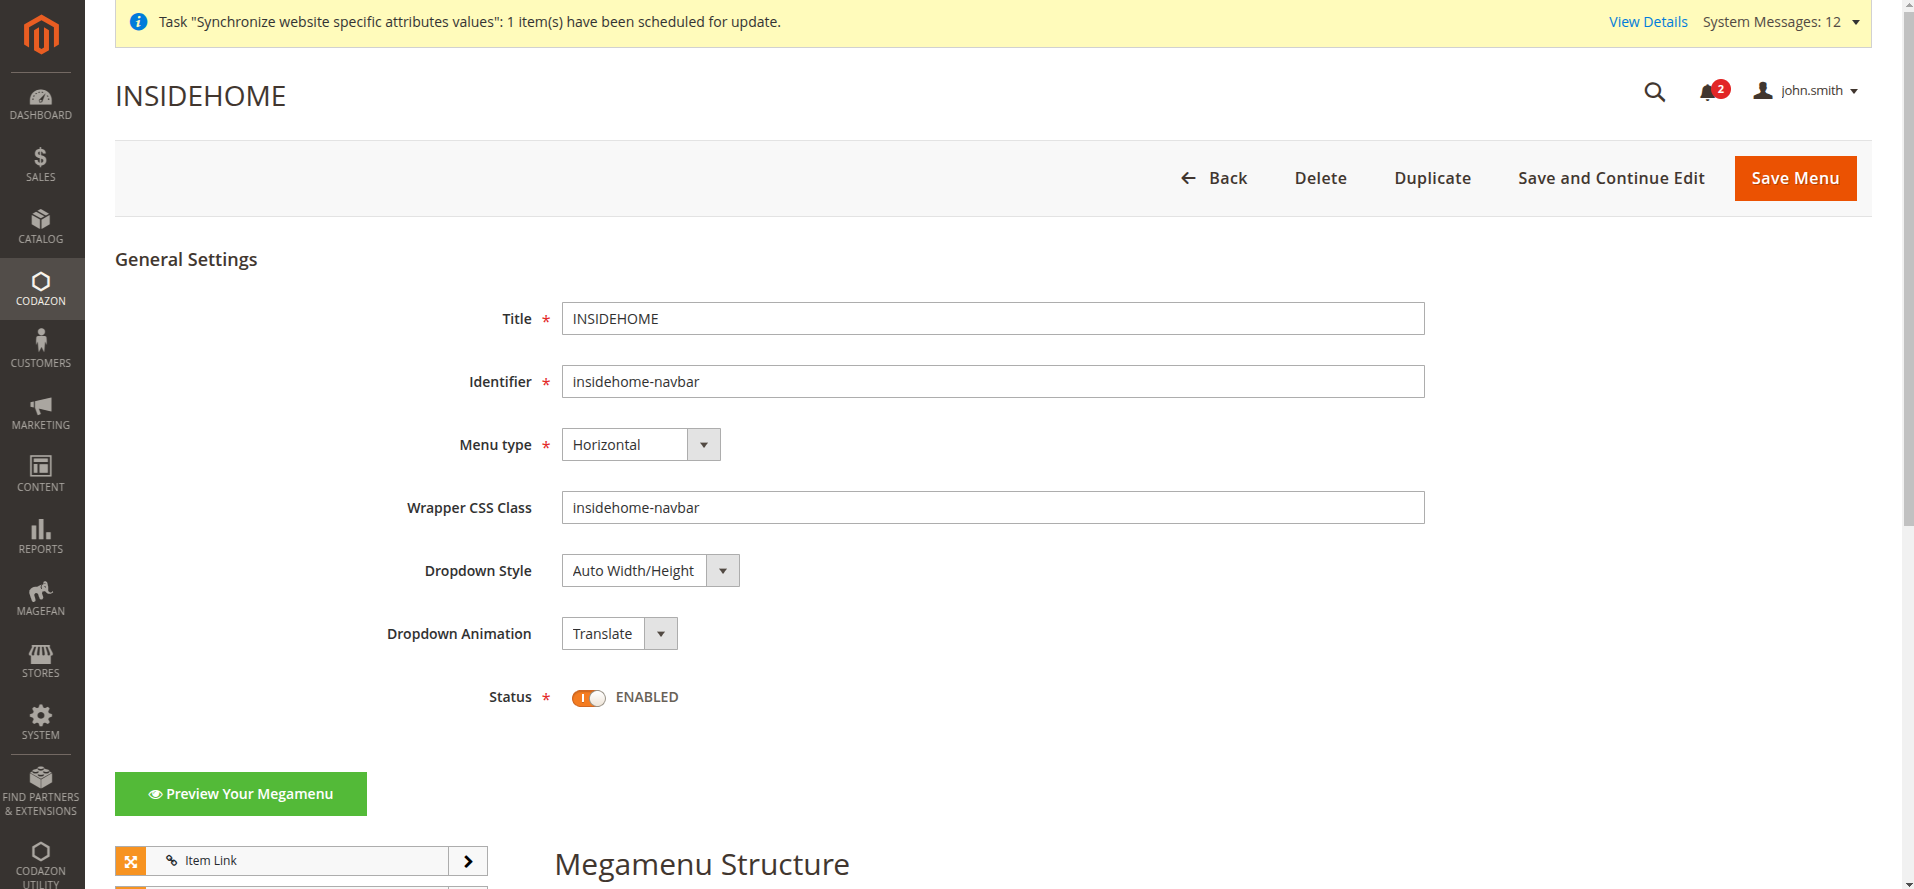 Task "Synchronize website specific attributes values": 1 item(s) have been scheduled for update.
View Details
System Messages: 12
INSIDEHOME
2
john.smith
Back
Delete
Duplicate
Save and Continue Edit
Save Menu
DASHBOARD
SALES
CATALOG
CODAZON
CUSTOMERS
MARKETING
CONTENT
REPORTS
MAGEFAN
STORES
SYSTEM
FIND PARTNERS
& EXTENSIONS
CODAZON
UTILITY
General Settings
Title * INSIDEHOME
Identifier * insidehome-navbar
Menu type * Horizontal
Wrapper CSS Class insidehome-navbar
Dropdown Style Auto Width/Height
Dropdown Animation Translate
Status * ENABLED
Preview Your Megamenu
Item Link
Megamenu Structure